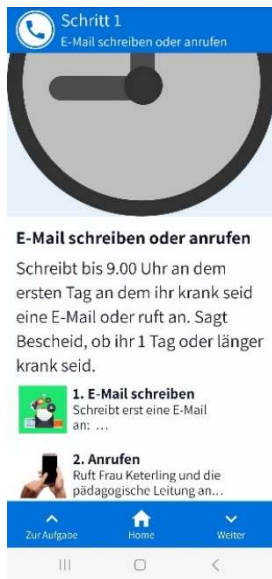 Schritt 1
E-Mail schreiben oder anrufen
E-Mail schreiben oder anrufen
Schreibt bis 9.00 Uhr an dem
ersten Tag an dem ihr krank seid
eine E-Mail oder ruft an. Sagt
Bescheid, ob ihr 1 Tag oder länger
krank seid.
1. E-Mail schreiben
Schreibt erst eine E-Mail
an: ...
2. Anrufen
Ruft Frau Keterling und die
pädagogische Leitung an...
Zur Aufgabe
Home
Weiter